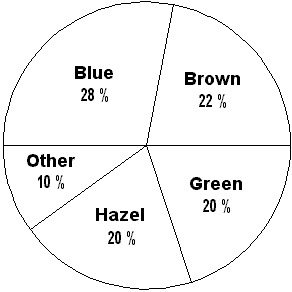 Blue
28 %
Brown
22 %
Other
10 %
Green
20 %
Hazel
20 %